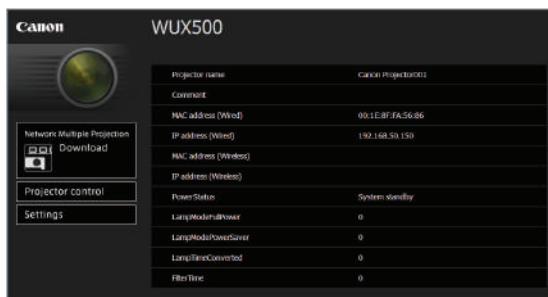 Canon
WUX500
Projector name Canon Projector001
Comment
MAC address (Wired) 00:1E:8F:FA:56:86
IP address (Wired) 192.168.50.150
MAC address (Wireless)
IP address (Wireless)
PowerStatus System standby
LampModeFullPower 0
LampModePowerSaver 0
LampTimeConverted 0
FilterTime 0
Network Multiple Projection
Download
Projector control
Settings